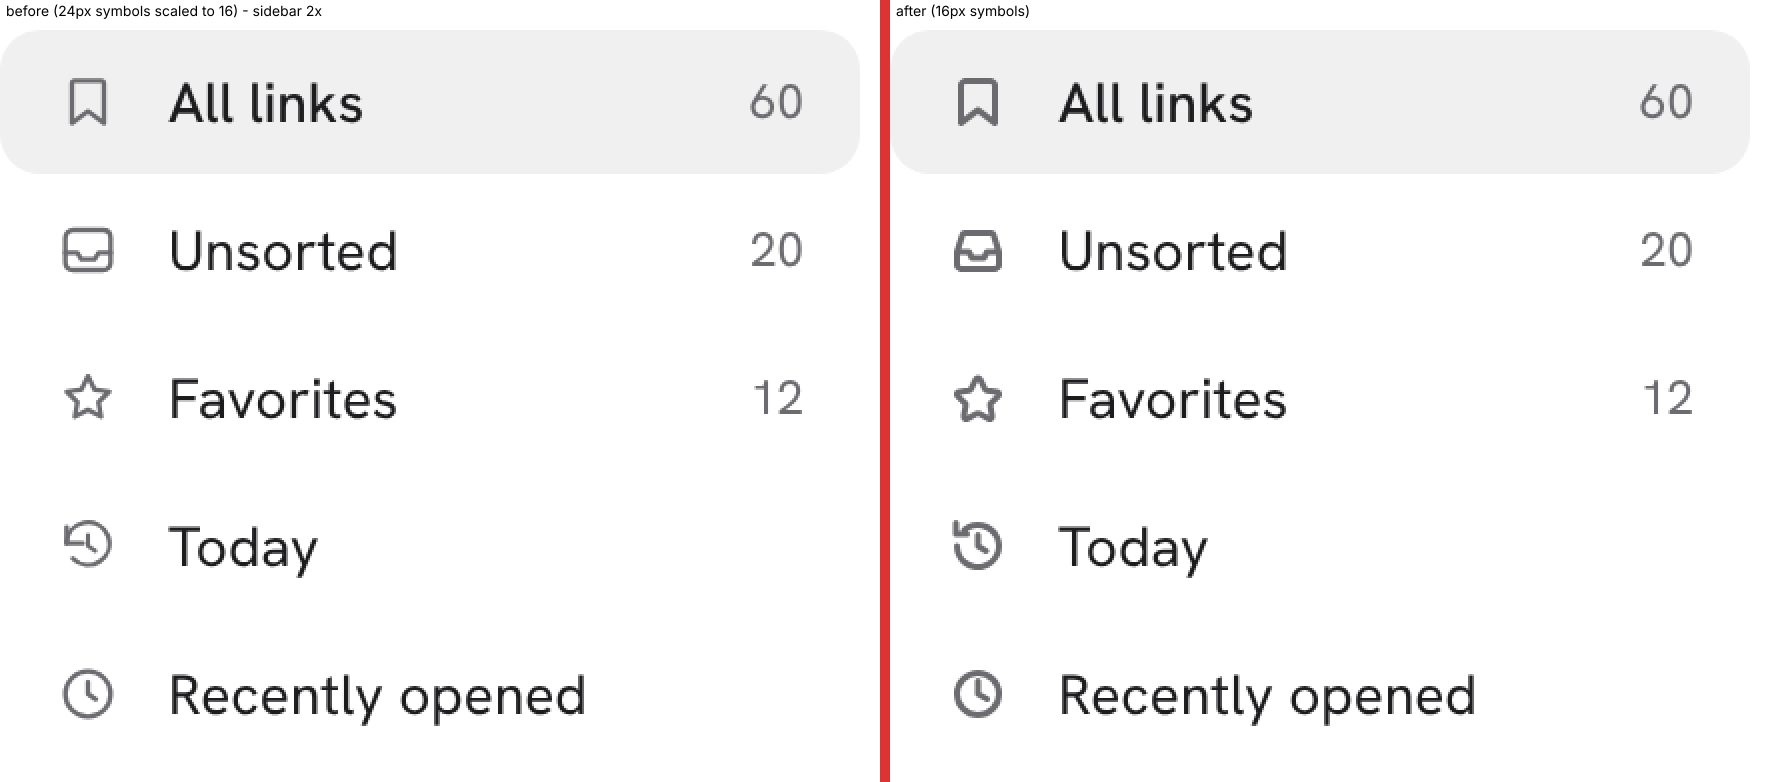 before (24px symbols scaled to 16) - sidebar 2x
All links 60
Unsorted 20
Favorites 12
Today
Recently opened
after (16px symbols)
All links 60
Unsorted 20
Favorites 12
Today
Recently opened